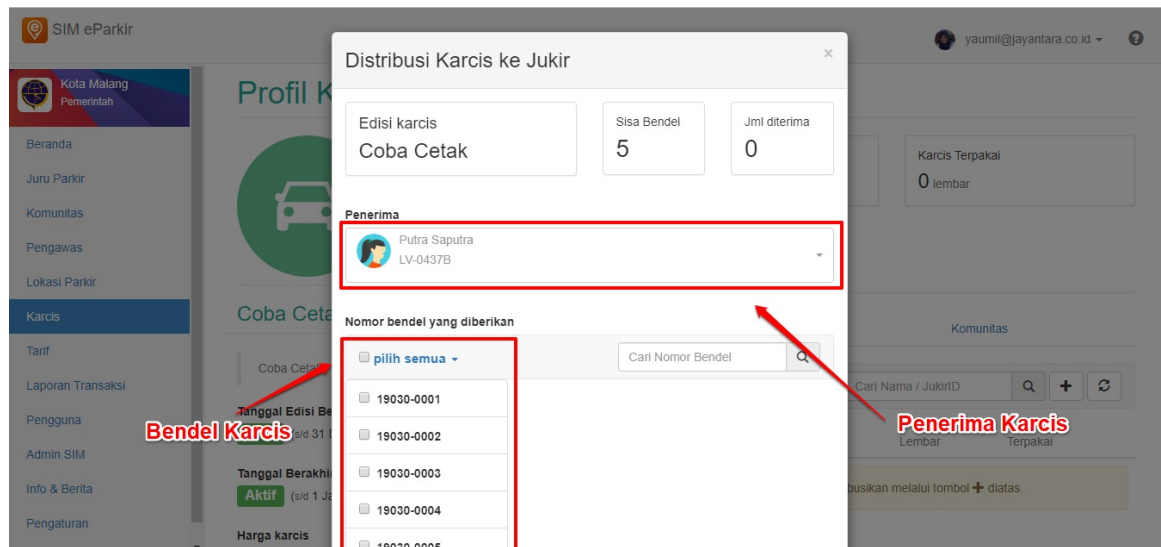 SIM eParkir
yaumil@jayantara.co.id
Kota Malang
Pemerintah
Beranda
Juru Parkir
Komunitas
Pengawas
Lokasi Parkir
Karcis
Tarif
Laporan Transaksi
Pengguna
Admin SIM
Info & Berita
Pengaturan
Profil K
Karcis Terpakai
0 lembar
Coba Ceta
Komunitas
Coba Cetak
Cari Nama / JukirID
Tanggal Edisi Be
(s/d 31 D
Lembar Terpakai
Tanggal Berakhi
Aktif (s/d 1 Ja
busikan melalui tombol + diatas.
Harga karcis
Distribusi Karcis ke Jukir
×
Edisi karcis
Coba Cetak
Sisa Bendel
5
Jml diterima
0
Penerima
Putra Saputra
LV-0437B
Nomor bendel yang diberikan
pilih semua
Cari Nomor Bendel
19030-0001
19030-0002
19030-0003
19030-0004
19030-0005
Bendel Karcis
Penerima Karcis